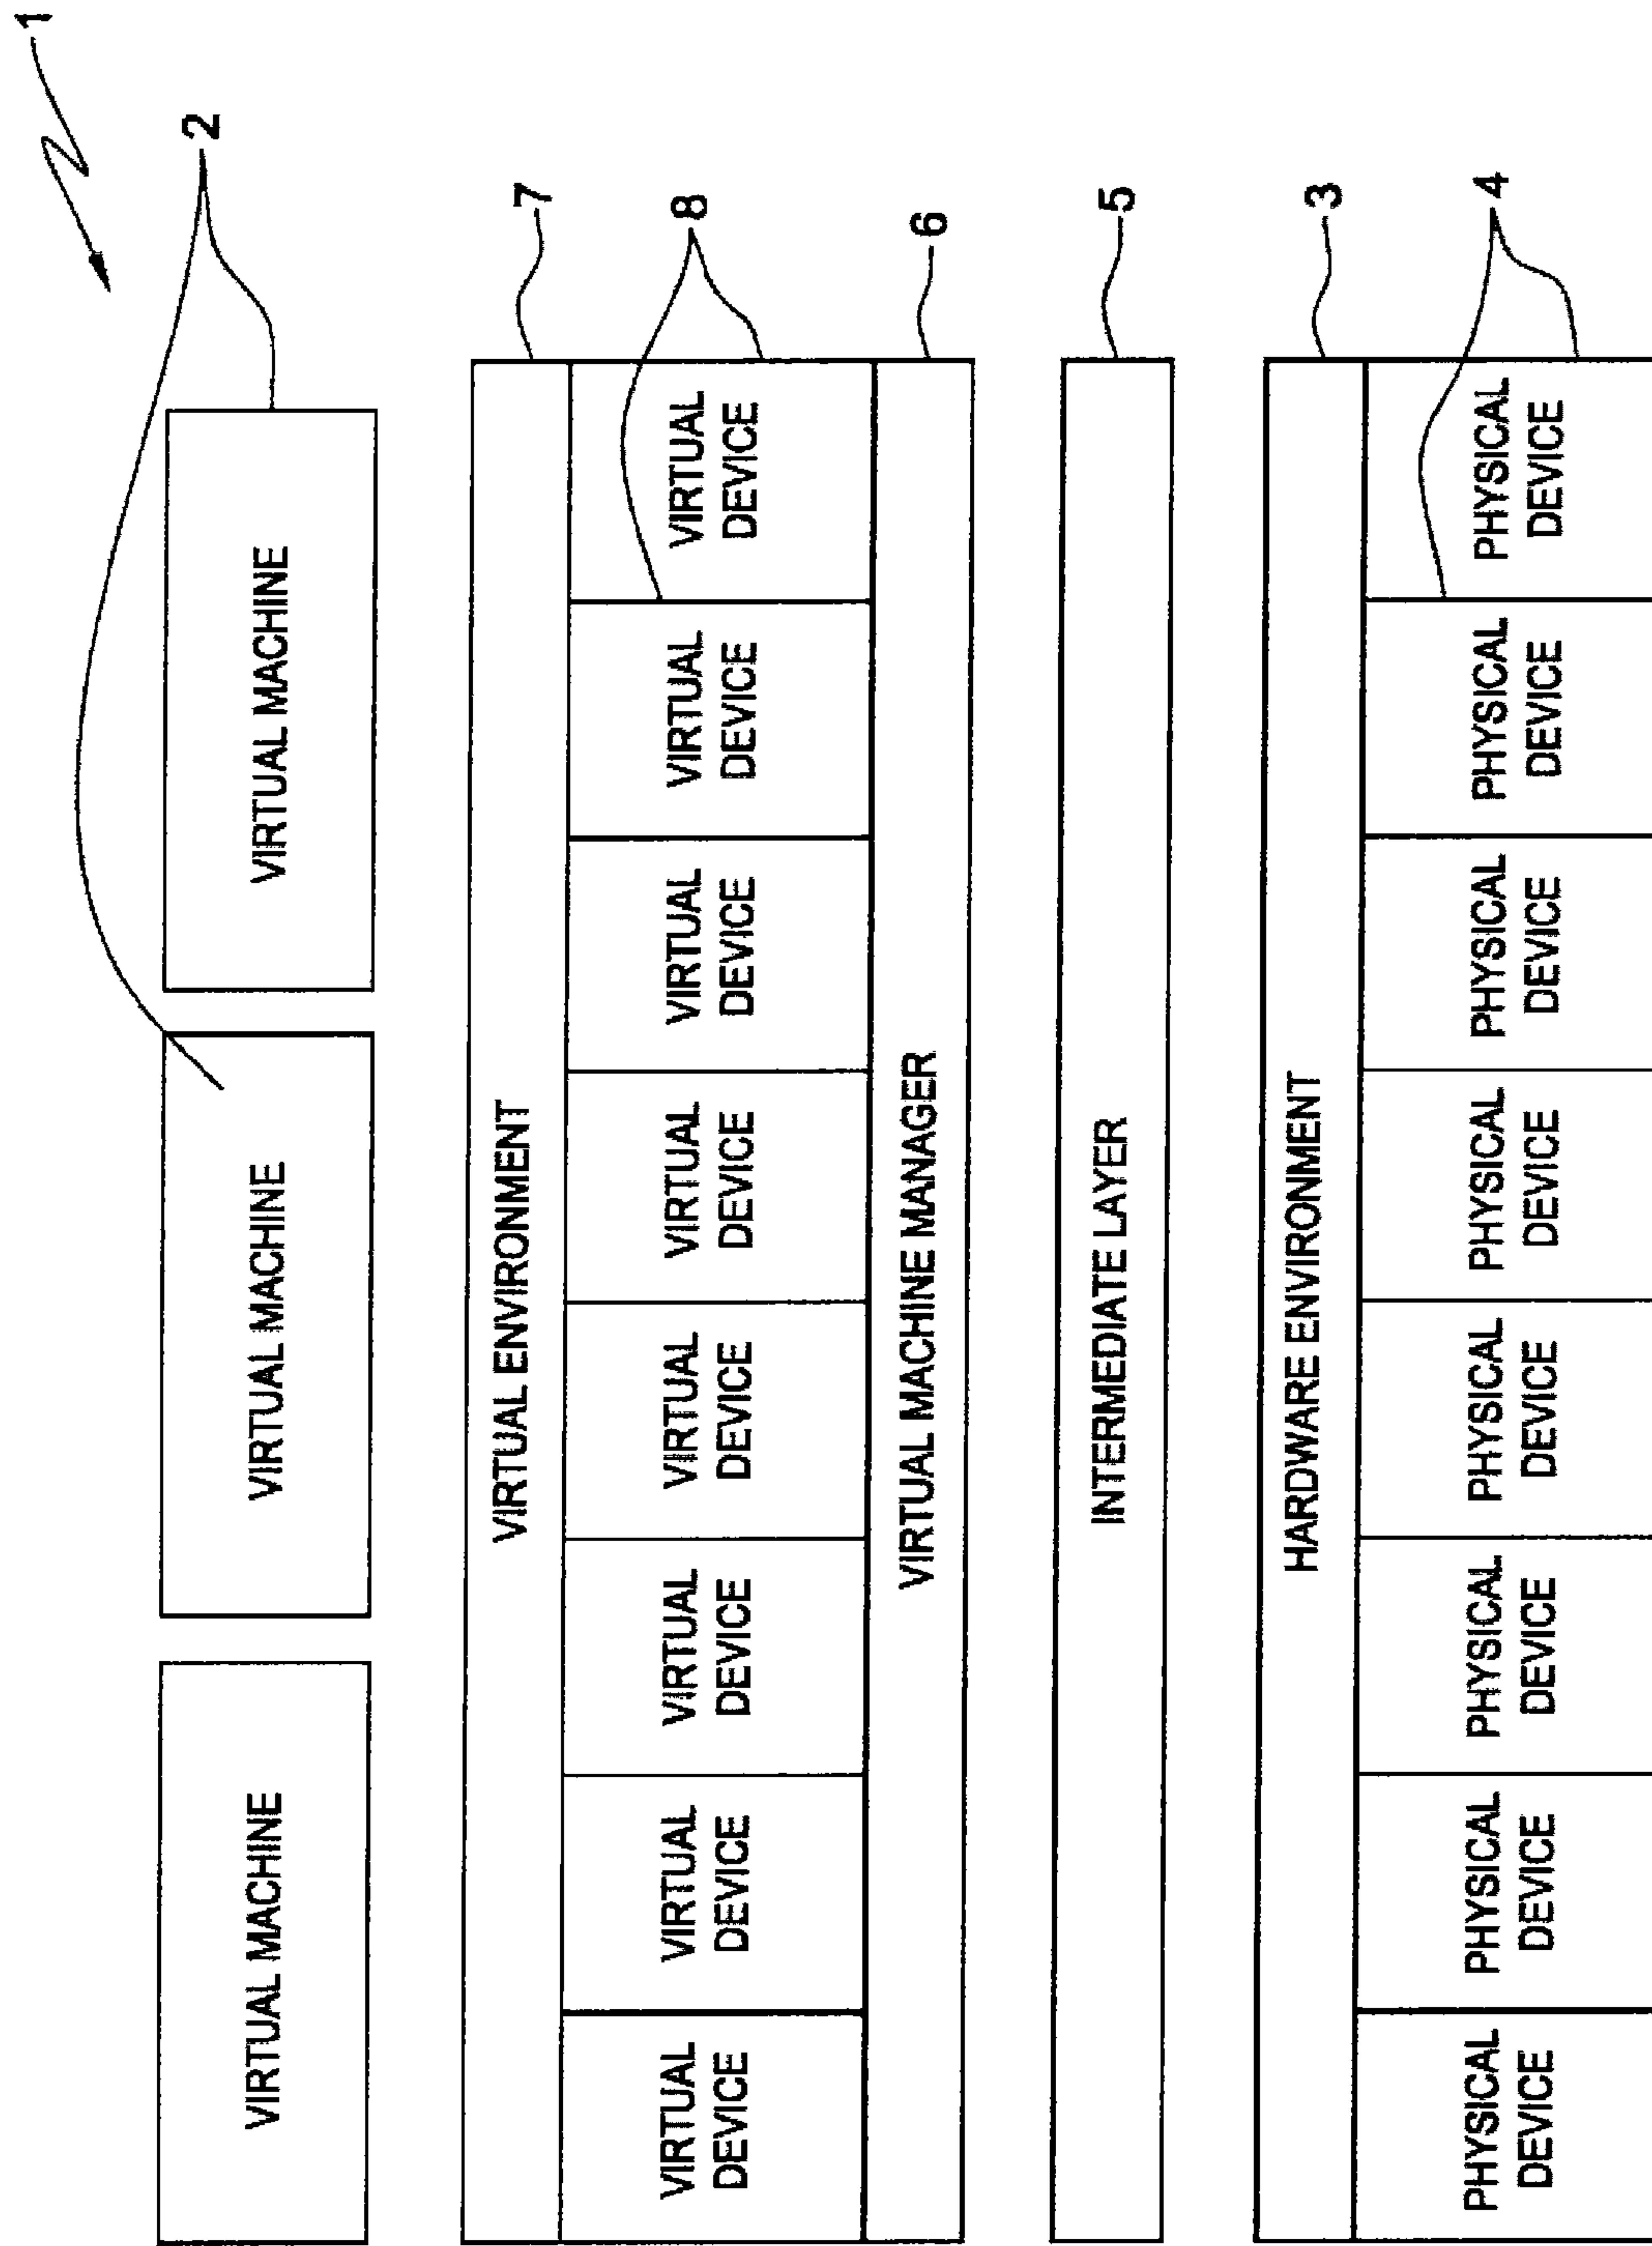 1
2
VIRTUAL MACHINE
VIRTUAL MACHINE
VIRTUAL MACHINE
VIRTUAL ENVIRONMENT
7
VIRTUAL
DEVICE
VIRTUAL
DEVICE
VIRTUAL
DEVICE
VIRTUAL
DEVICE
VIRTUAL
DEVICE
VIRTUAL
DEVICE
VIRTUAL
DEVICE
VIRTUAL
DEVICE
8
VIRTUAL MACHINE MANAGER
6
INTERMEDIATE LAYER
5
HARDWARE ENVIRONMENT
3
PHYSICAL
DEVICE
PHYSICAL
DEVICE
PHYSICAL
DEVICE
PHYSICAL
DEVICE
PHYSICAL
DEVICE
PHYSICAL
DEVICE
PHYSICAL
DEVICE
PHYSICAL
DEVICE
4